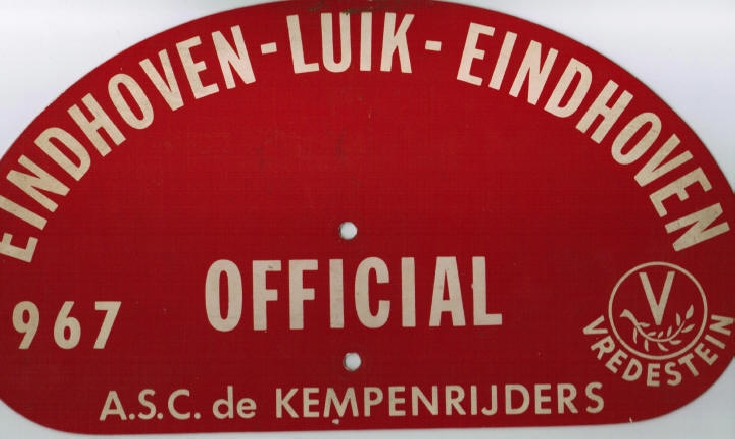 EINDHOVEN - LUIK - EINDHOVEN
OFFICIAL
967
V
VREDESTEIN
A.S.C. de KEMPENRIJDERS